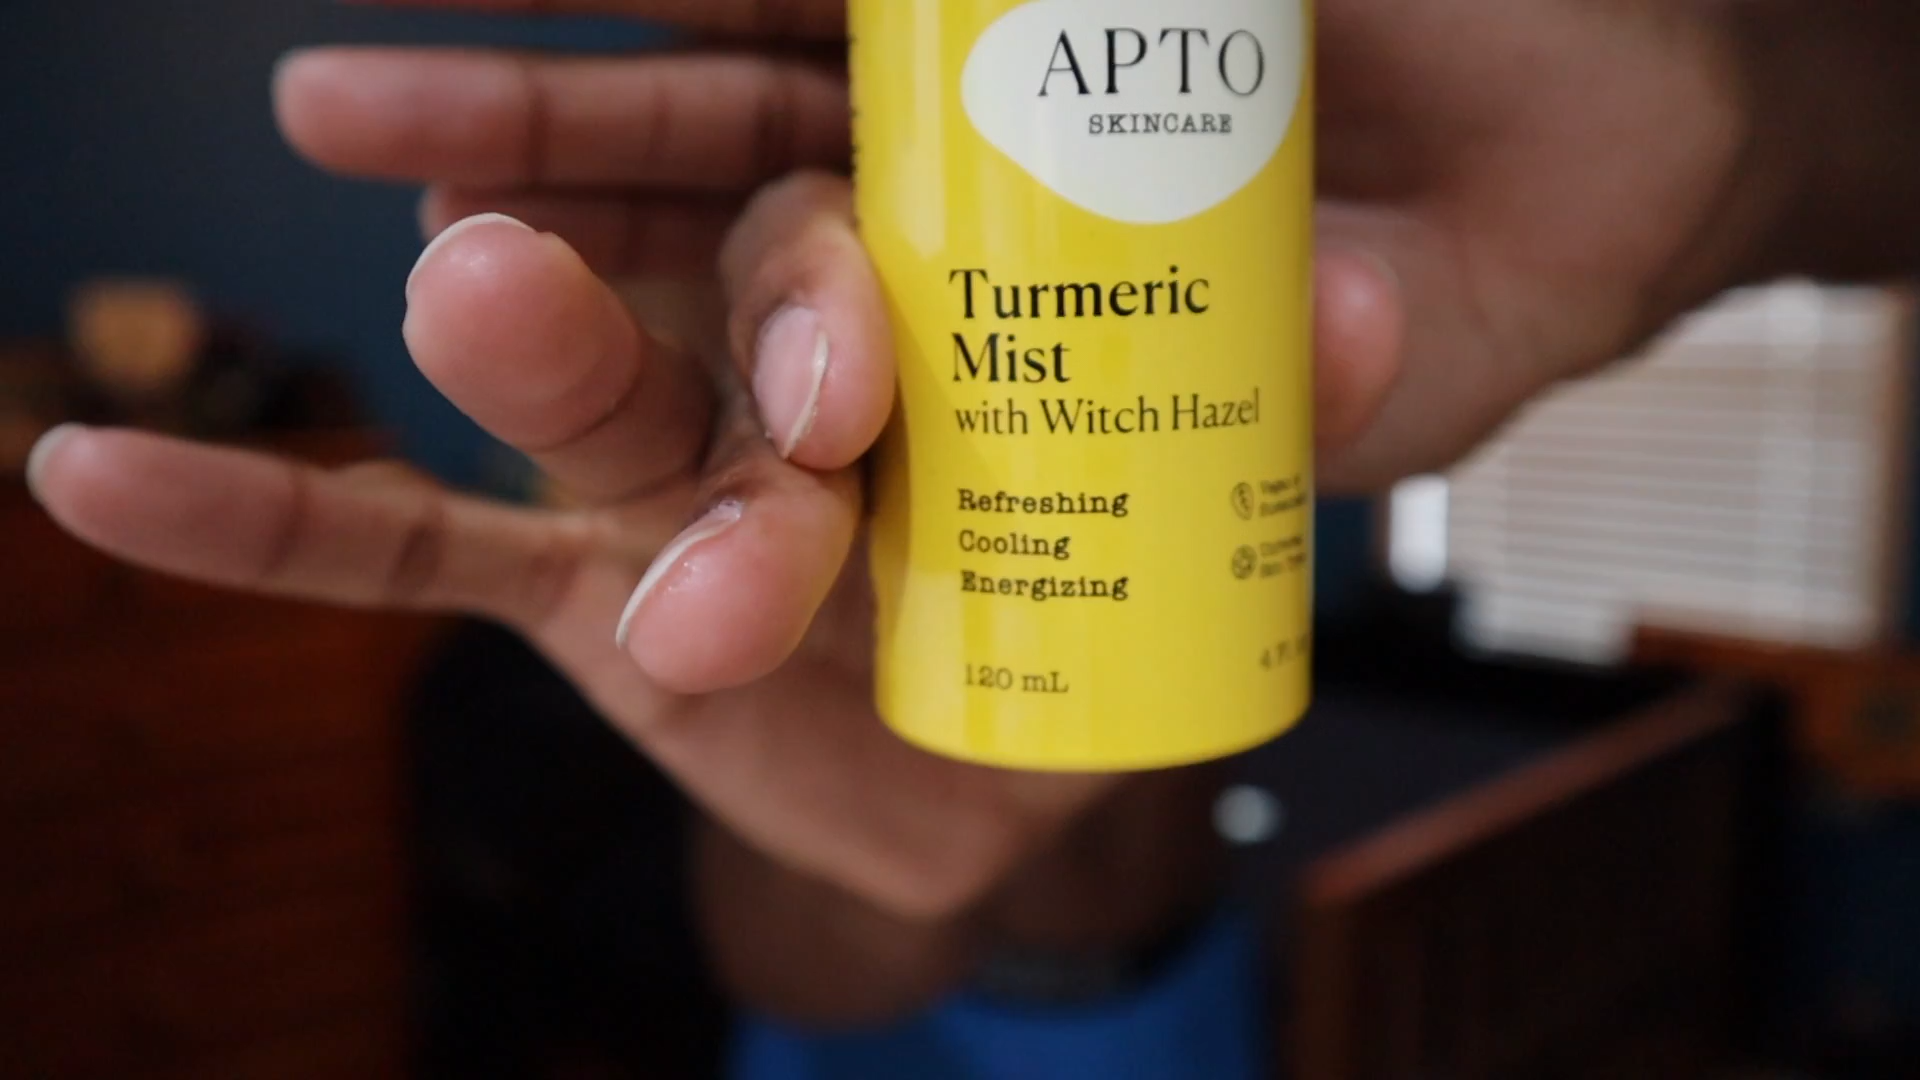 APTO
SKINCARE
Turmeric
Mist
with Witch Hazel
Refreshing
Cooling
Energizing
120 mL